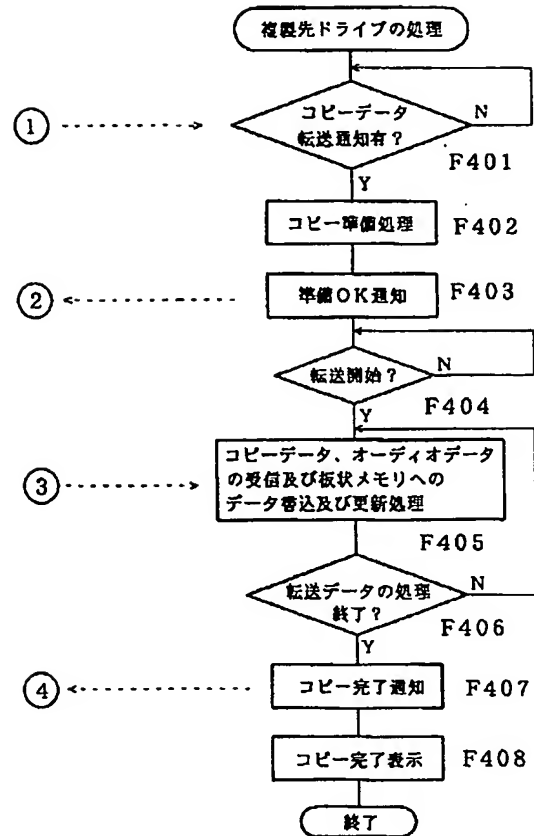 複製先ドライブの処理
コピーデータ
転送通知有？
N
①
F401
Y
コピー準備処理
F402
②
準備OK通知
F403
転送開始？
N
F404
Y
コピーデータ、オーディオデータ
の受信及び板状メモリへの
データ書込及び更新処理
③
F405
転送データの処理
終了？
N
F406
Y
④
コピー完了通知
F407
コピー完了表示
F408
終了